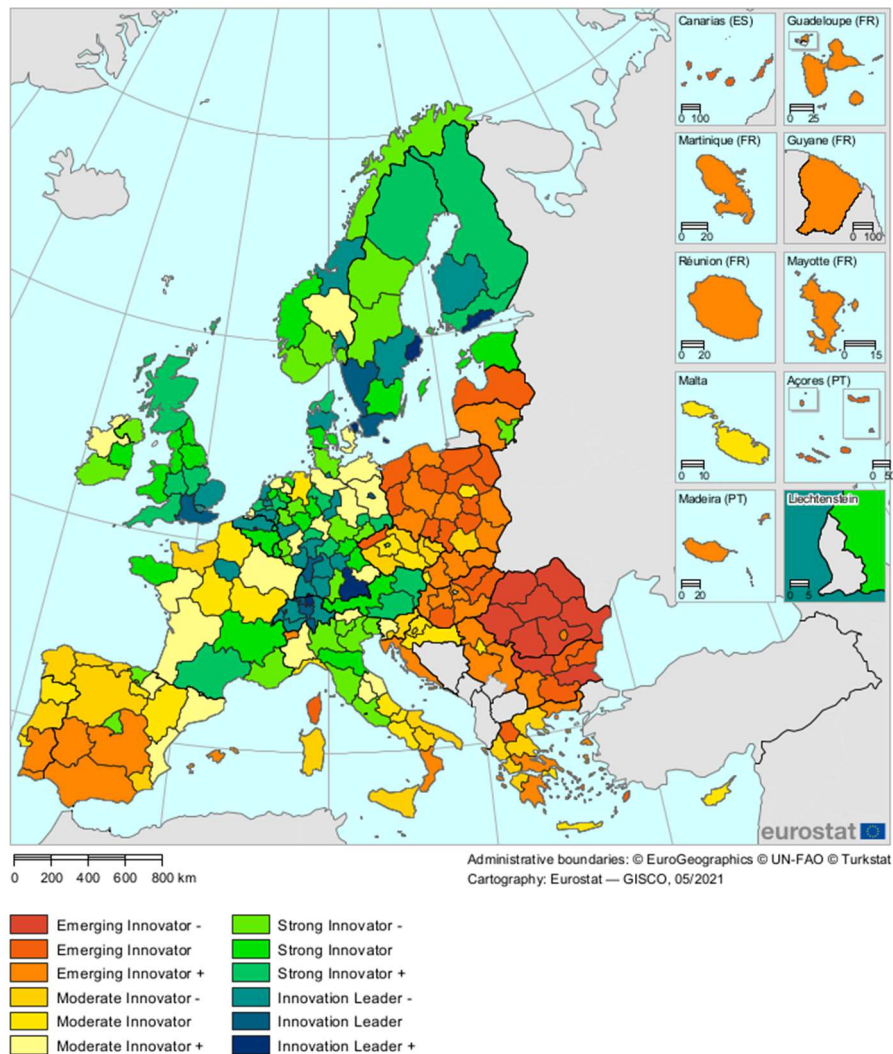 Canarias (ES)
0 100
Guadeloupe (FR)
0 25
Martinique (FR)
0 20
Guyane (FR)
0 100
Réunion (FR)
0 20
Mayotte (FR)
0 15
Malta
0 10
Açores (PT)
0 50
Madeira (PT)
0 20
Liechtenstein
0 5
eurostat
0 200 400 600 800 km
Administrative boundaries: © EuroGeographics © UN-FAO © Turkstat
Cartography: Eurostat — GISCO, 05/2021
Emerging Innovator -
Emerging Innovator
Emerging Innovator +
Moderate Innovator -
Moderate Innovator
Moderate Innovator +
Strong Innovator -
Strong Innovator
Strong Innovator +
Innovation Leader -
Innovation Leader
Innovation Leader +